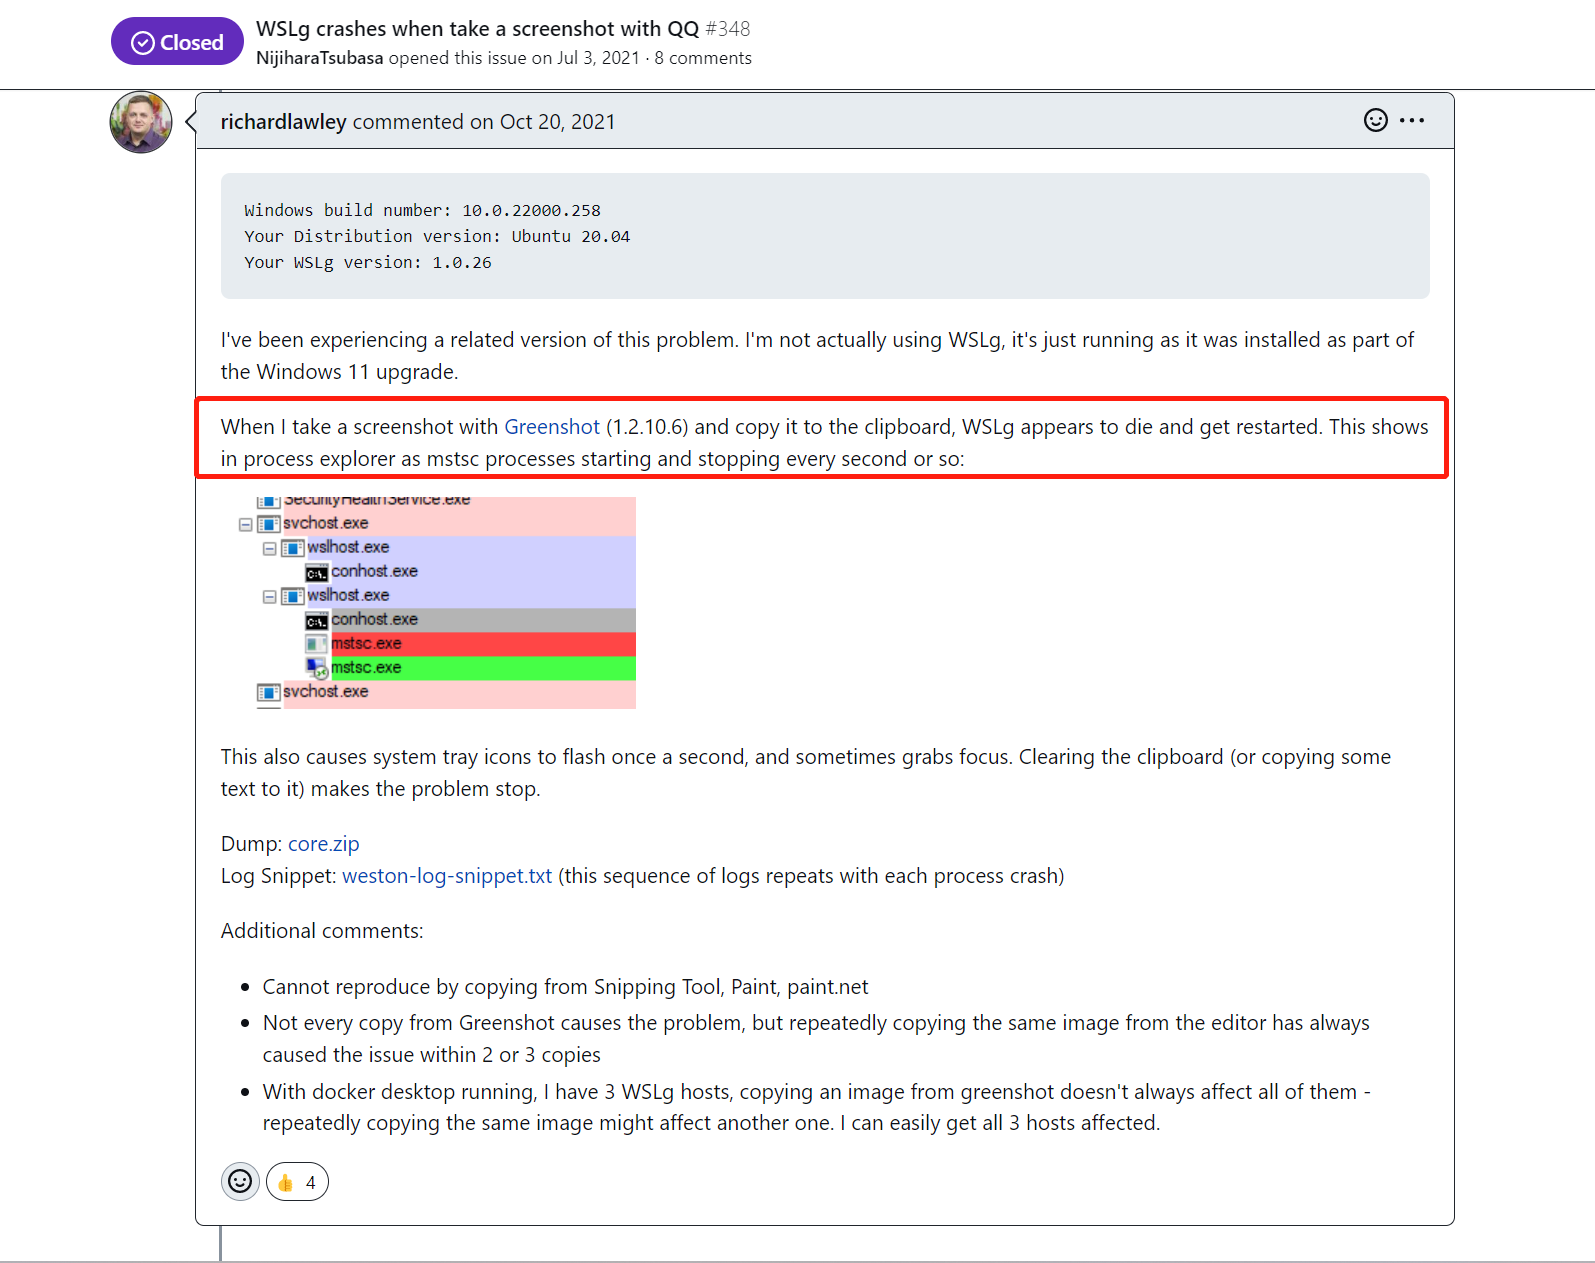 Closed
WSLg crashes when take a screenshot with QQ #348
NijiharaTsubasa opened this issue on Jul 3, 2021 · 8 comments
richardlawley commented on Oct 20, 2021
Windows build number: 10.0.22000.258
Your Distribution version: Ubuntu 20.04
Your WSLg version: 1.0.26
I've been experiencing a related version of this problem. I'm not actually using WSLg, it's just running as it was installed as part of
the Windows 11 upgrade.
When I take a screenshot with Greenshot (1.2.10.6) and copy it to the clipboard, WSLg appears to die and get restarted. This shows
in process explorer as mstsc processes starting and stopping every second or so:
SecurityHealthService.exe
svchost.exe
wslhost.exe
conhost.exe
wslhost.exe
conhost.exe
mstsc.exe
mstsc.exe
svchost.exe
This also causes system tray icons to flash once a second, and sometimes grabs focus. Clearing the clipboard (or copying some
text to it) makes the problem stop.
Dump: core.zip
Log Snippet: weston-log-snippet.txt (this sequence of logs repeats with each process crash)
Additional comments:
• Cannot reproduce by copying from Snipping Tool, Paint, paint.net
• Not every copy from Greenshot causes the problem, but repeatedly copying the same image from the editor has always
caused the issue within 2 or 3 copies
• With docker desktop running, I have 3 WSLg hosts, copying an image from greenshot doesn't always affect all of them -
repeatedly copying the same image might affect another one. I can easily get all 3 hosts affected.
👍 4